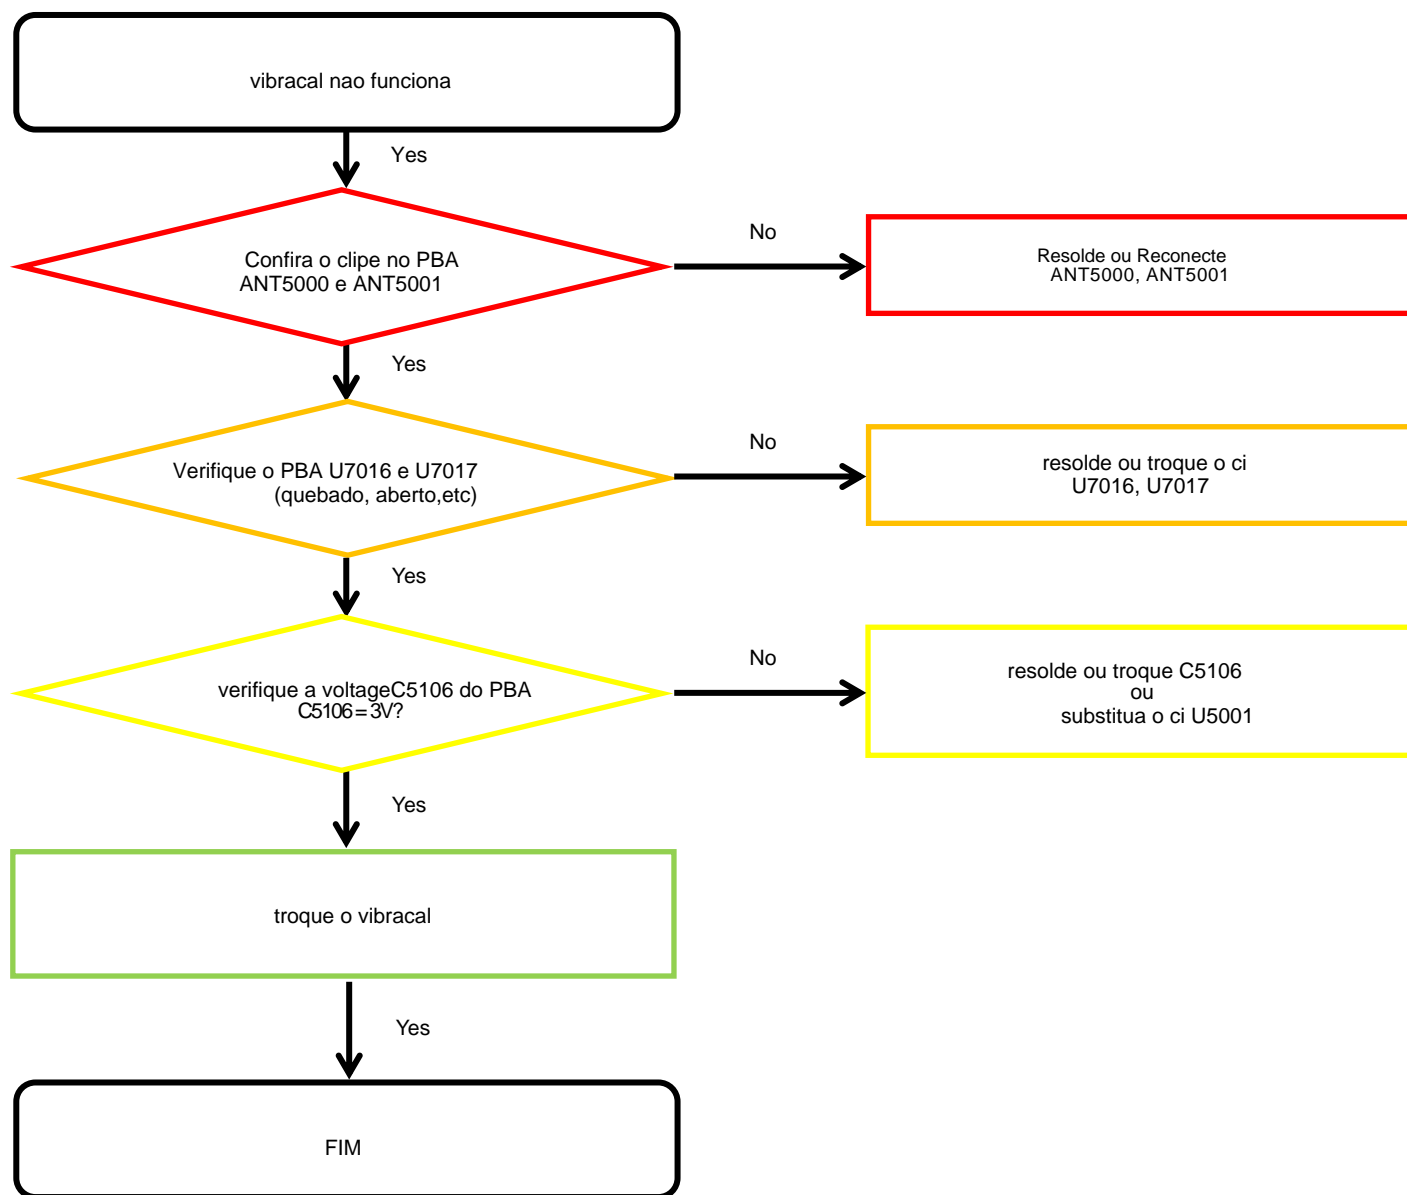 vibracal nao funciona
Yes
Confira o clipe no PBA
ANT5000 e ANT5001
No
Resolde ou Reconecte
ANT5000, ANT5001
Yes
Verifique o PBA U7016 e U7017
(quebado, aberto,etc)
No
resolde ou troque o ci
U7016, U7017
Yes
verifique a voltageC5106 do PBA
C5106=3V?
No
resolde ou troque C5106
ou
substitua o ci U5001
Yes
troque o vibracal
Yes
FIM